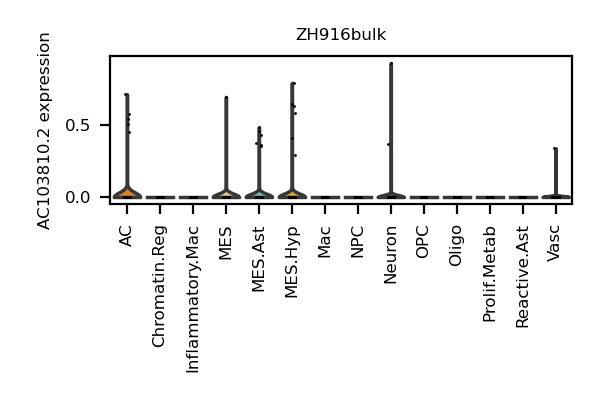 ZH916bulk
AC103810.2 expression
0.5
0.0
AC
Chromatin.Reg
Inflammatory.Mac
MES
MES.Ast
MES.Hyp
Mac
NPC
Neuron
OPC
Oligo
Prolif.Metab
Reactive.Ast
Vasc